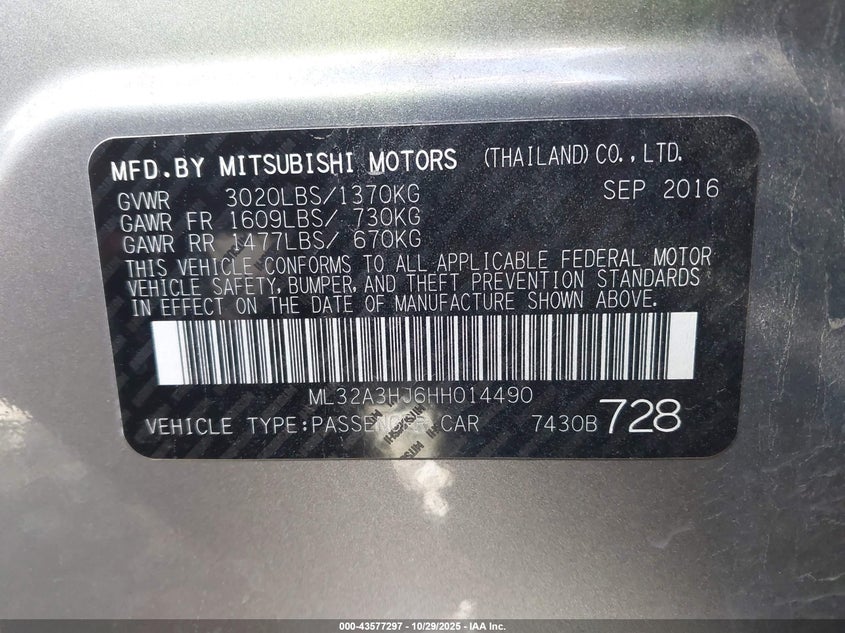 MFD.BY MITSUBISHI MOTORS (THAILAND) CO., LTD.
GVWR 3020LBS/1370KG SEP 2016
GAWR FR 1609LBS/ 730KG
GAWR RR 1477LBS/ 670KG
THIS VEHICLE CONFORMS TO ALL APPLICABLE FEDERAL MOTOR
VEHICLE SAFETY, BUMPER, AND THEFT PREVENTION STANDARDS
IN EFFECT ON THE DATE OF MANUFACTURE SHOWN ABOVE.
ML32A3HJ6HH014490
VEHICLE TYPE:PASSENGER CAR 7430B 728
000-43577297 - 10/29/2025 - IAA Inc.